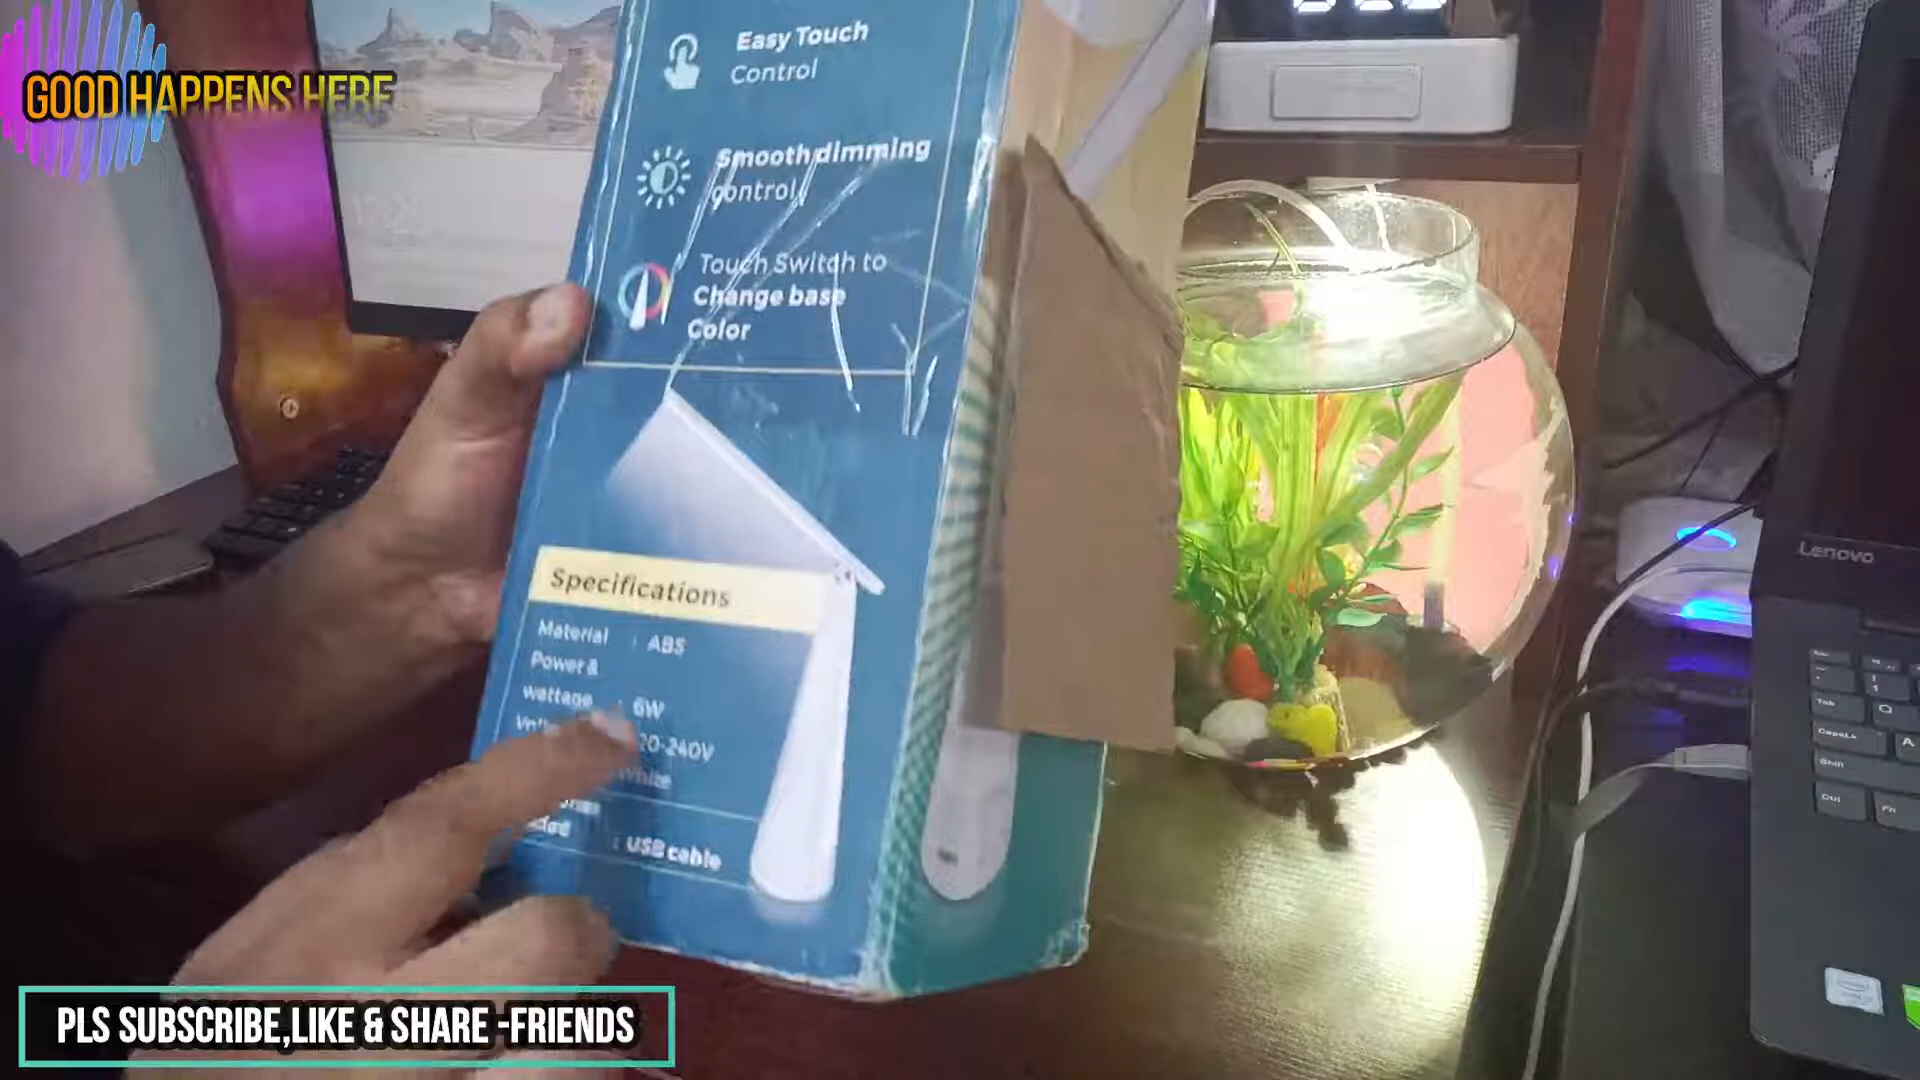 GOOD HAPPENS HERE
Easy Touch
Control
Smooth dimming
control
Touch Switch to
Change base
Color
Specifications
Material : ABS
Power &
wattage : 6W
20-240V
White
: USB cable
Lenovo
PLS SUBSCRIBE,LIKE & SHARE -FRIENDS